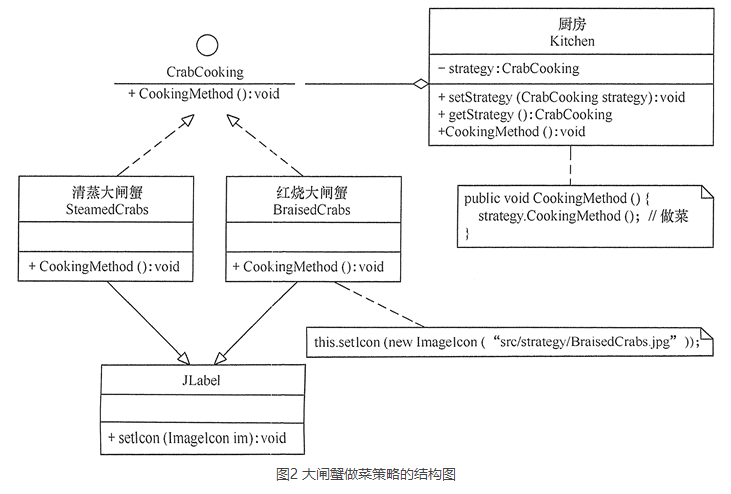 CrabCooking
+ CookingMethod ():void
厨房
Kitchen
- strategy:CrabCooking
+ setStrategy (CrabCooking strategy):void
+ getStrategy ():CrabCooking
+CookingMethod ():void
清蒸大闸蟹
SteamedCrabs
+ CookingMethod ():void
红烧大闸蟹
BraisedCrabs
+ CookingMethod ():void
public void CookingMethod () {
strategy.CookingMethod (); // 做菜
}
this.setIcon (new ImageIcon (“src/strategy/BraisedCrabs.jpg”));
JLabel
+ setIcon (ImageIcon im):void
图2 大闸蟹做菜策略的结构图